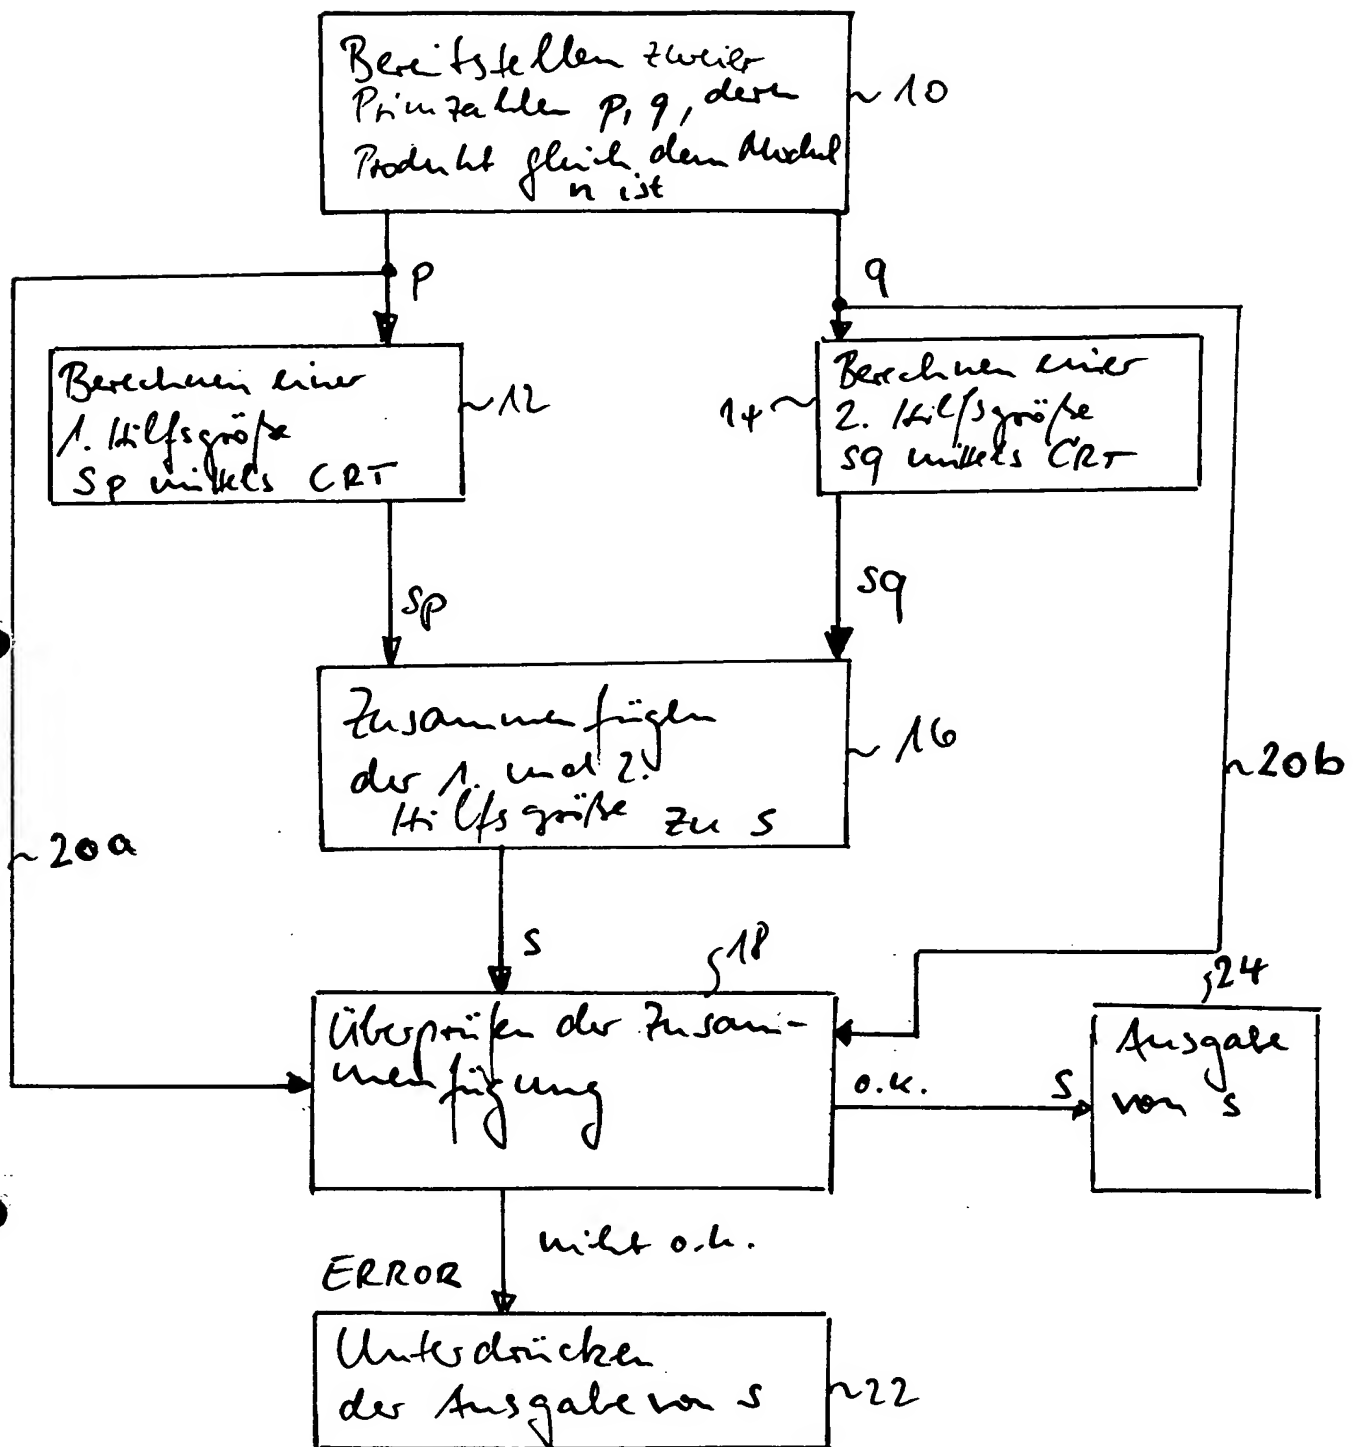 Bereitstellen zweier
Primzahlen p, q, deren
Produkt gleich dem Modul
n ist
10
p
q
Berechnen einer
1. Hilfsgröße
Sp mittels CRT
12
14
Berechnen einer
2. Hilfsgröße
sq mittels CRT
sp
sq
Zusammenfügen
der 1. und 2.
Hilfsgröße zu s
16
20a
20b
s
18
Überprüfen der Zusam-
menfügung
o.k.
s
24
Ausgabe
von s
nicht o.k.
ERROR
Unterdrücken
der Ausgabe von s
22